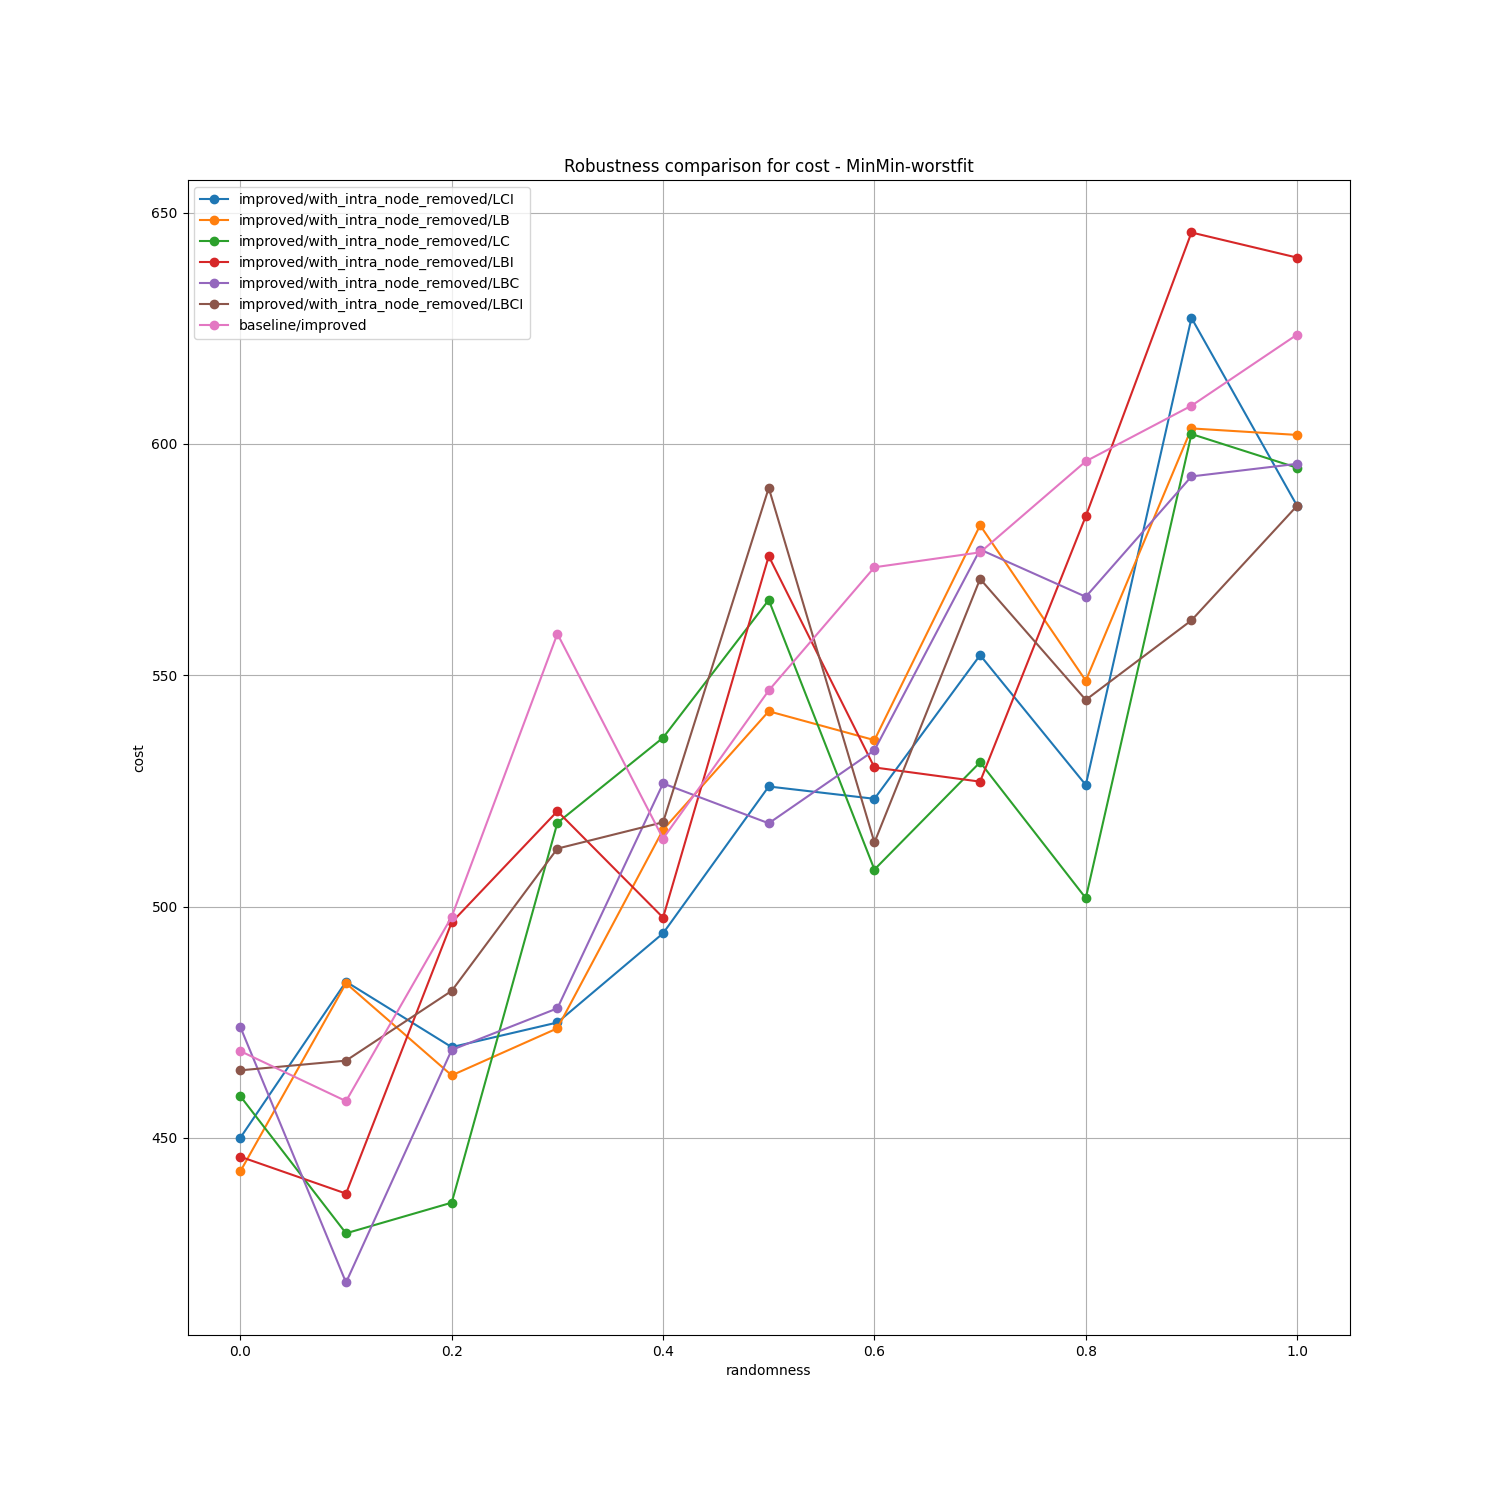 Robustness comparison for cost - MinMin-worstfit
improved/with_intra_node_removed/LCI
improved/with_intra_node_removed/LB
improved/with_intra_node_removed/LC
improved/with_intra_node_removed/LBI
improved/with_intra_node_removed/LBC
improved/with_intra_node_removed/LBCI
baseline/improved
650
600
550
500
450
cost
0.0 0.2 0.4 0.6 0.8 1.0
randomness